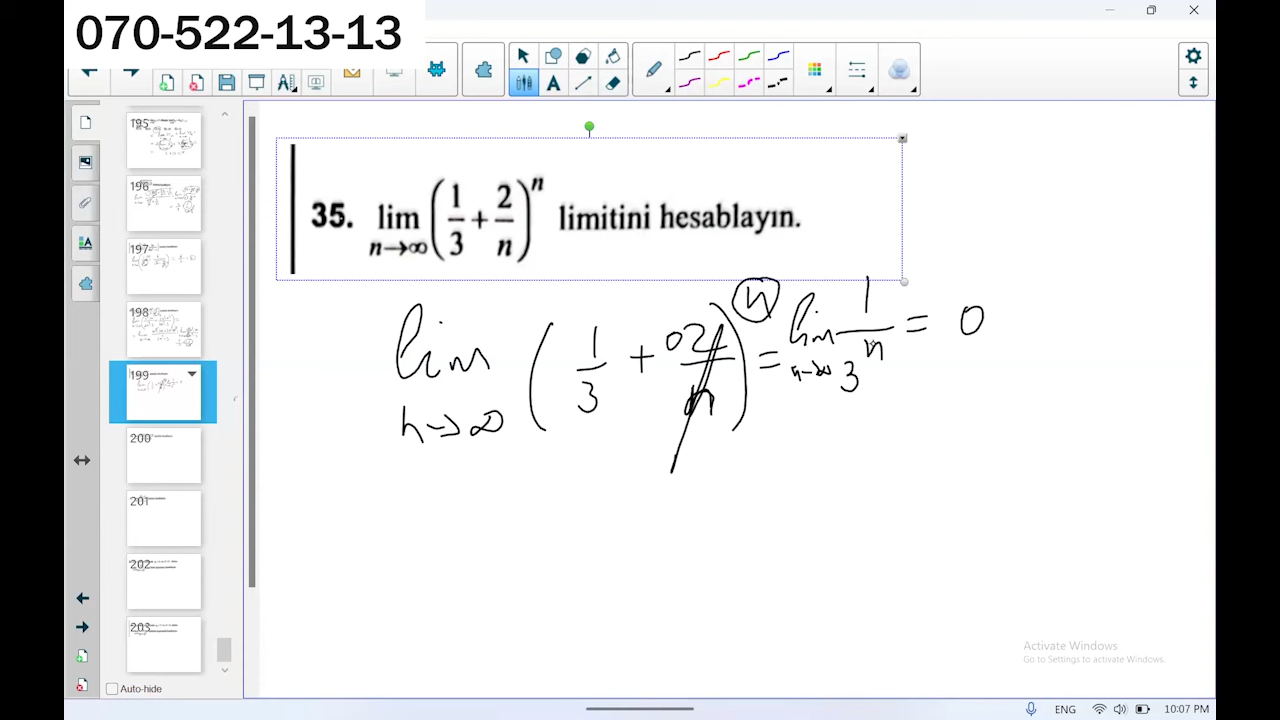 070-522-13-13
195
196
197
198
199
200
201
202
203
Auto-hide
35. lim n→∞ (1/3 + 2/n)^n limitini hesablayın.
lim n→∞ (1/3 + 0 2/n)^n = lim n→∞ 1/3^n = 0
Activate Windows
Go to Settings to activate Windows.
ENG
10:07 PM